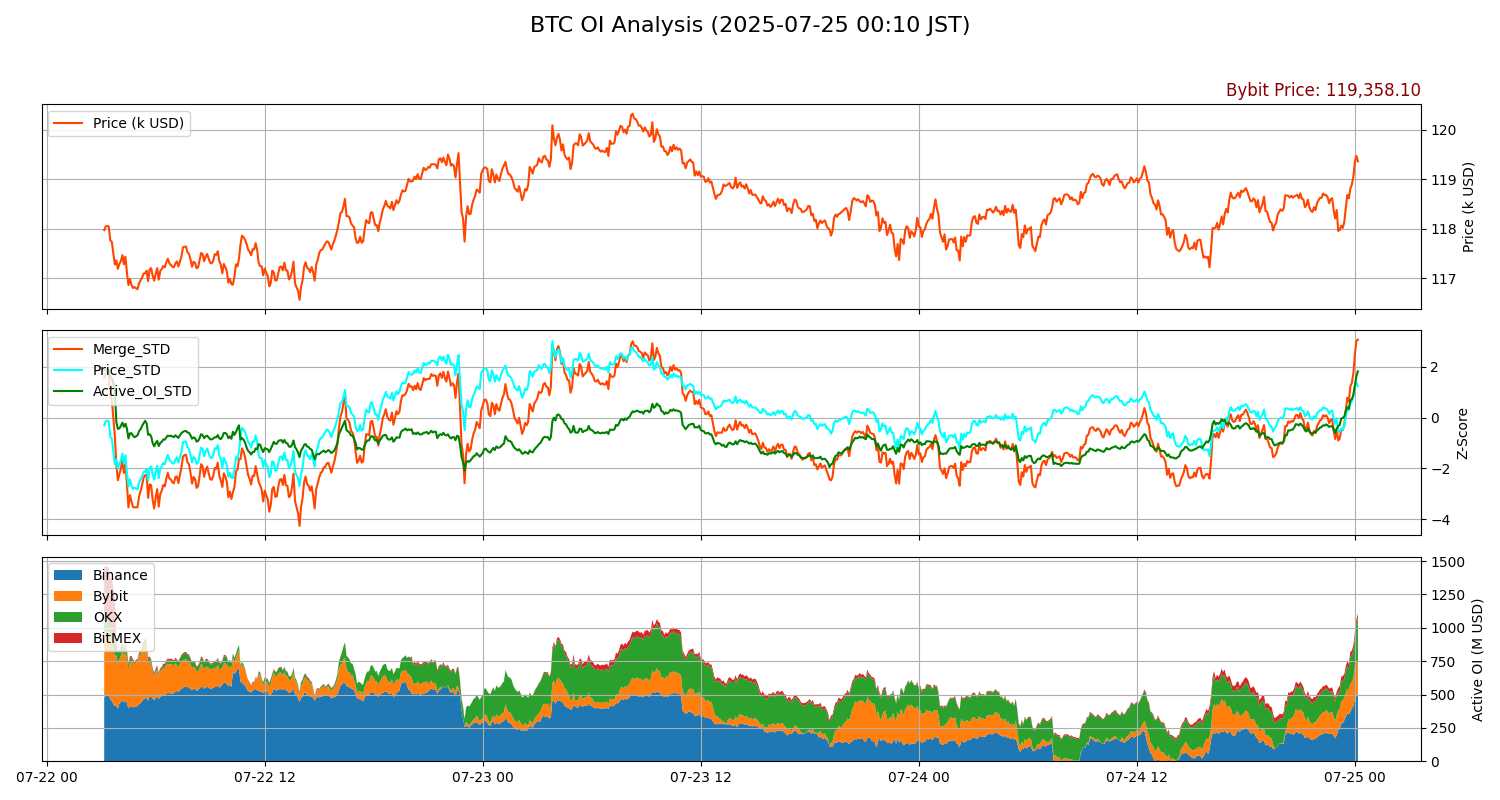 BTC OI Analysis (2025-07-25 00:10 JST)
Bybit Price: 119,358.10
Price (k USD)
120
119
118
117
Price (k USD)
Merge_STD
Price_STD
Active_OI_STD
2
0
−2
−4
Z-Score
Binance
Bybit
OKX
BitMEX
1500
1250
1000
750
500
250
0
Active OI (M USD)
07-22 00
07-22 12
07-23 00
07-23 12
07-24 00
07-24 12
07-25 00